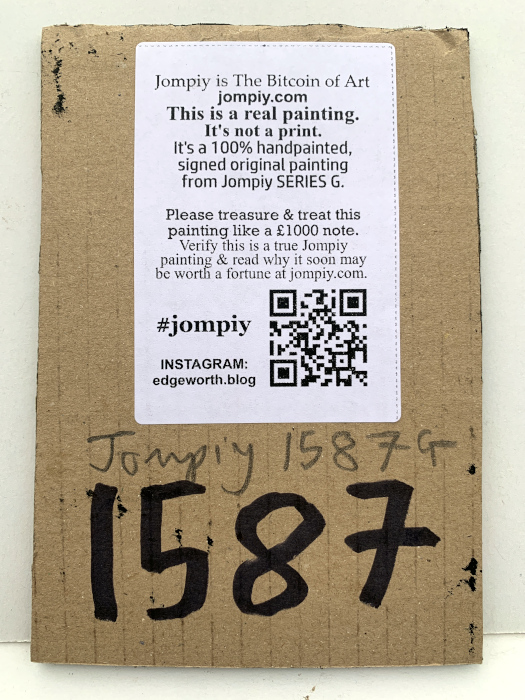 Jompiy is The Bitcoin of Art
jompiy.com
This is a real painting.
It's not a print.
It's a 100% handpainted,
signed original painting
from Jompiy SERIES G.
Please treasure & treat this
painting like a £1000 note.
Verify this is a true Jompiy
painting & read why it soon may
be worth a fortune at jompiy.com.
#jompiy
INSTAGRAM:
edgeworth.blog
Jompiy 1587G
1587